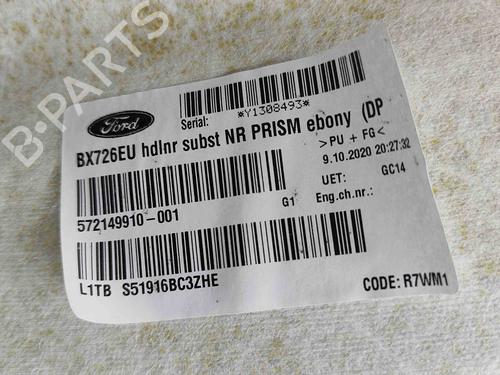 B-PARTS
Ford
Serial: *Y1308493*
BX726EU hdlnr subst NR PRISM ebony (DP
>PU + FG<
9.10.2020 20:27:32
572149910-001
G1
UET: GC14
Eng.ch.nr.:
L1TB S51916BC3ZHE
CODE: R7WM1